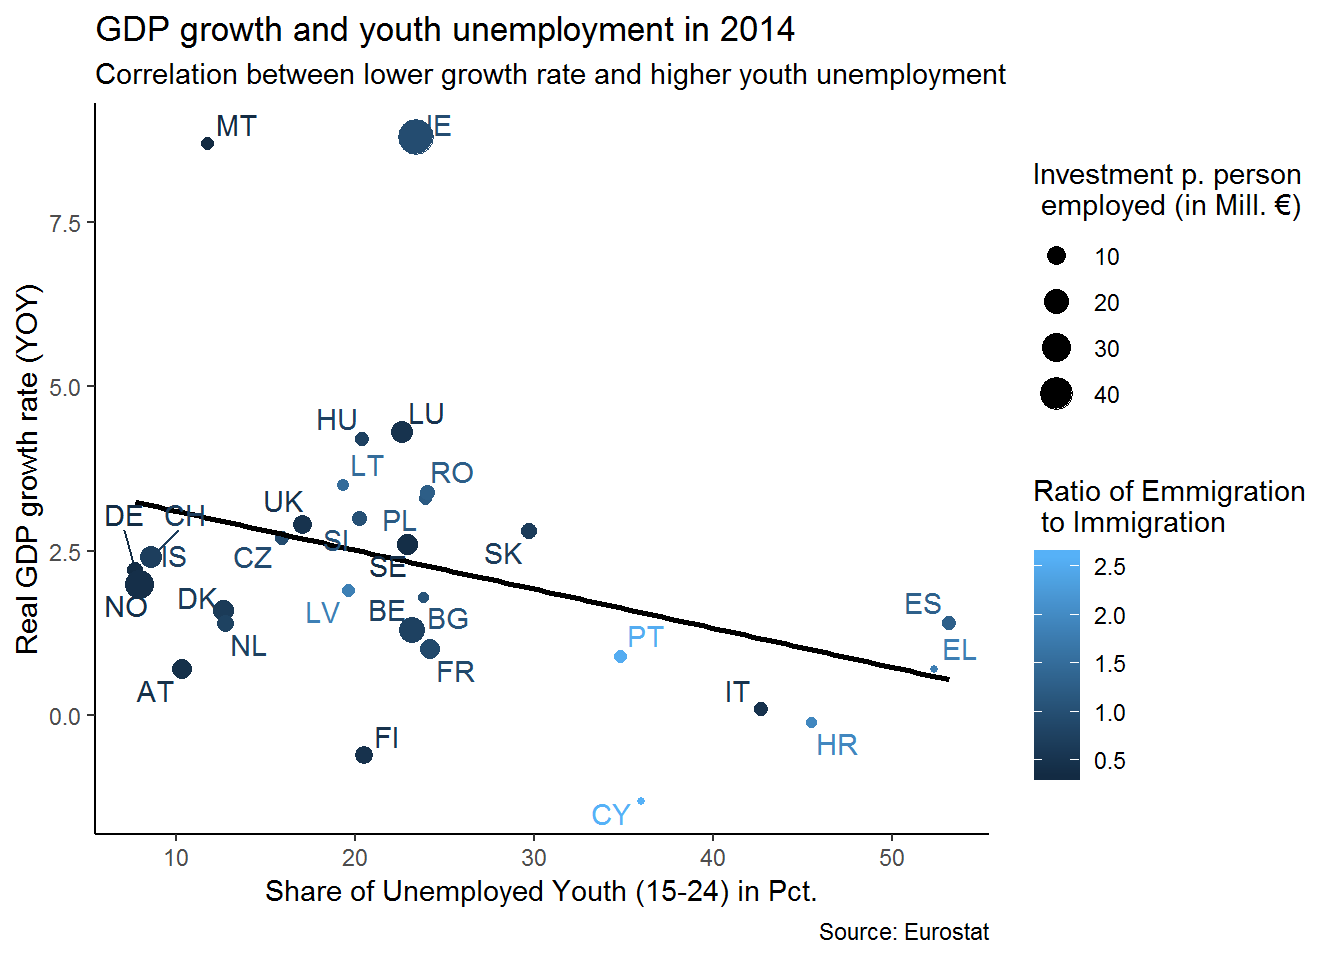 GDP growth and youth unemployment in 2014
Correlation between lower growth rate and higher youth unemployment
MT
IE
7.5
5.0
2.5
0.0
Real GDP growth rate (YOY)
HU
LU
LT
RO
DE
CH
UK
PL
SL
CZ
IS
SE
SK
NO
DK
LV
BE
BG
NL
FR
AT
PT
ES
EL
IT
HR
FI
CY
10
20
30
40
50
Share of Unemployed Youth (15-24) in Pct.
Source: Eurostat
Investment p. person
employed (in Mill. €)
10
20
30
40
Ratio of Emmigration
to Immigration
2.5
2.0
1.5
1.0
0.5